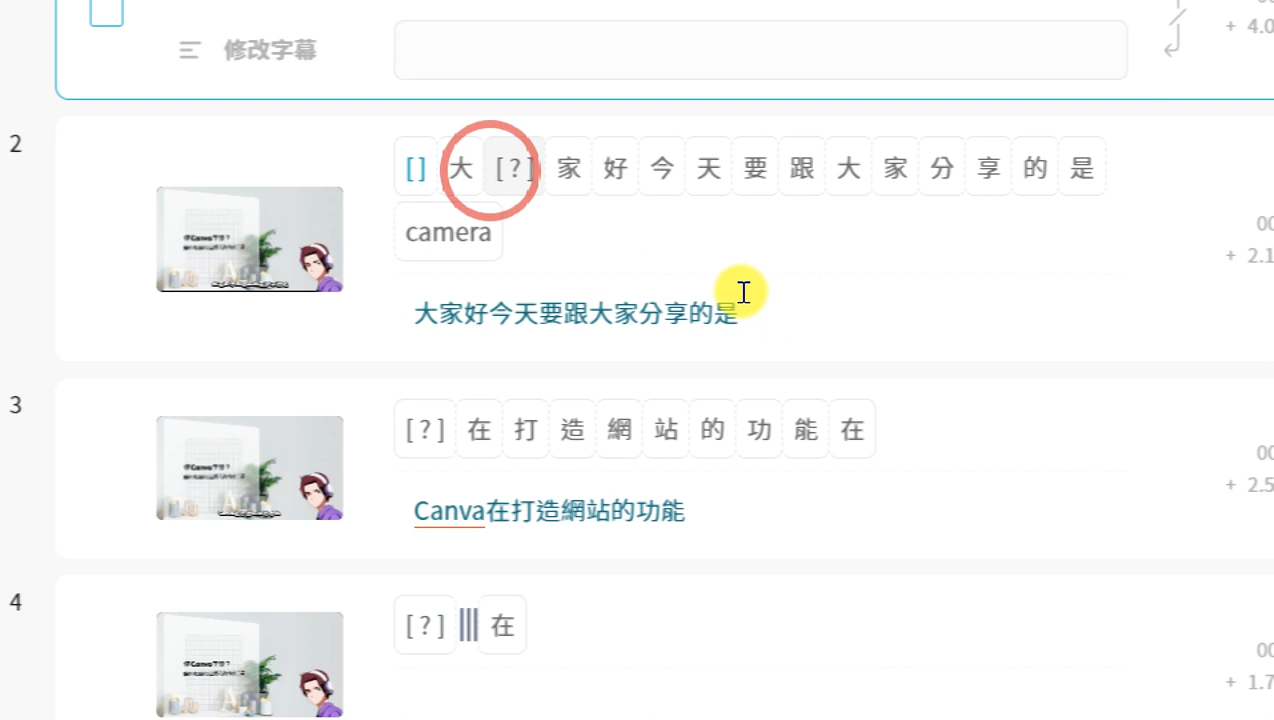 + 4.0
修改字幕
2
[] 大 [?] 家 好 今 天 要 跟 大 家 分 享 的 是
camera
+ 2.1
大家好今天要跟大家分享的是
3
[?] 在 打 造 網 站 的 功 能 在
00
+ 2.5
Canva在打造網站的功能
4
[?] 在
00
+ 1.7